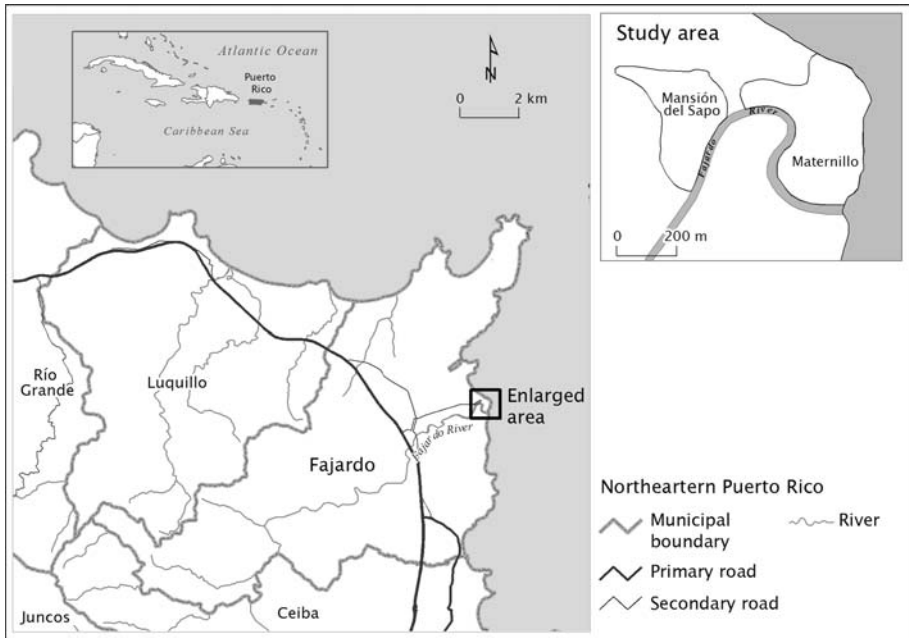 Atlantic Ocean
Puerto
Rico
Caribbean Sea
N
0 2 km
Río
Grande
Luquillo
Fajardo
Fajardo River
Enlarged
area
Juncos
Ceiba
Study area
Mansión
del Sapo
Fajardo
River
Maternillo
0 200 m
Northeartern Puerto Rico
Municipal
boundary
River
Primary road
Secondary road